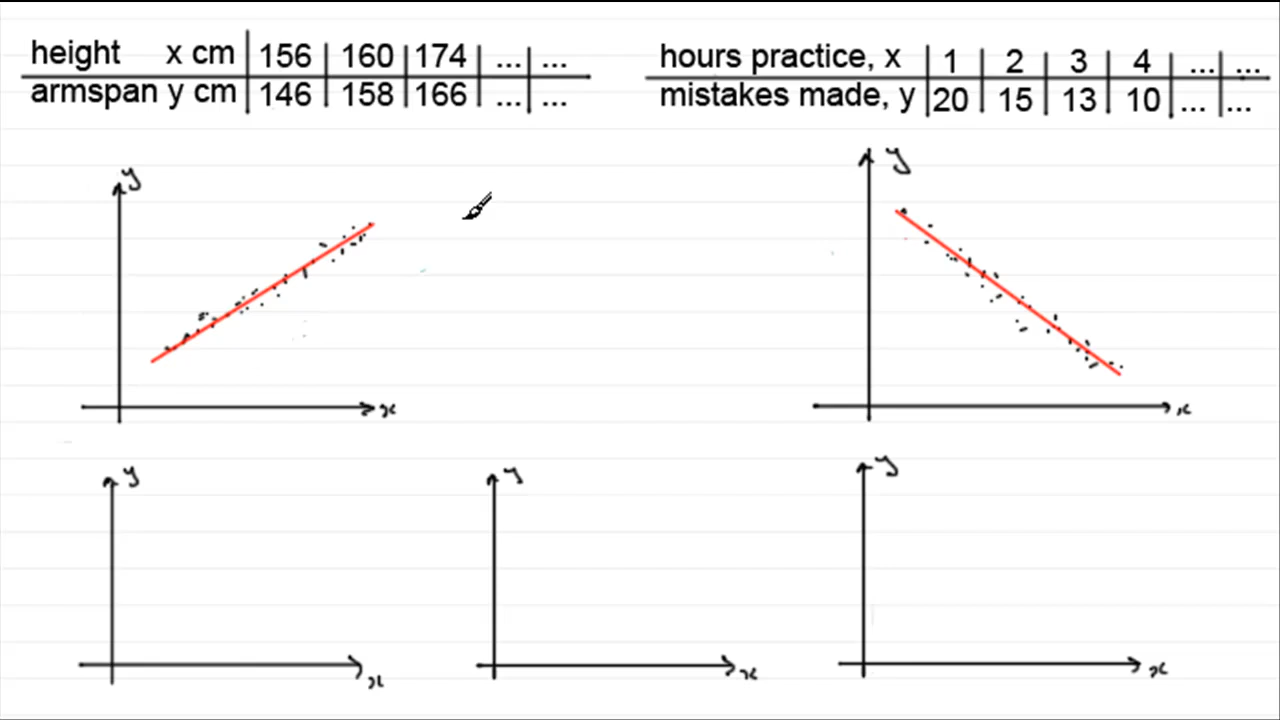 height x cm 156 160 174 ... ...
armspan y cm 146 158 166 ... ...
hours practice, x 1 2 3 4 ... ...
mistakes made, y 20 15 13 10 ... ...
y
x
y
x
y
x
y
x
y
x